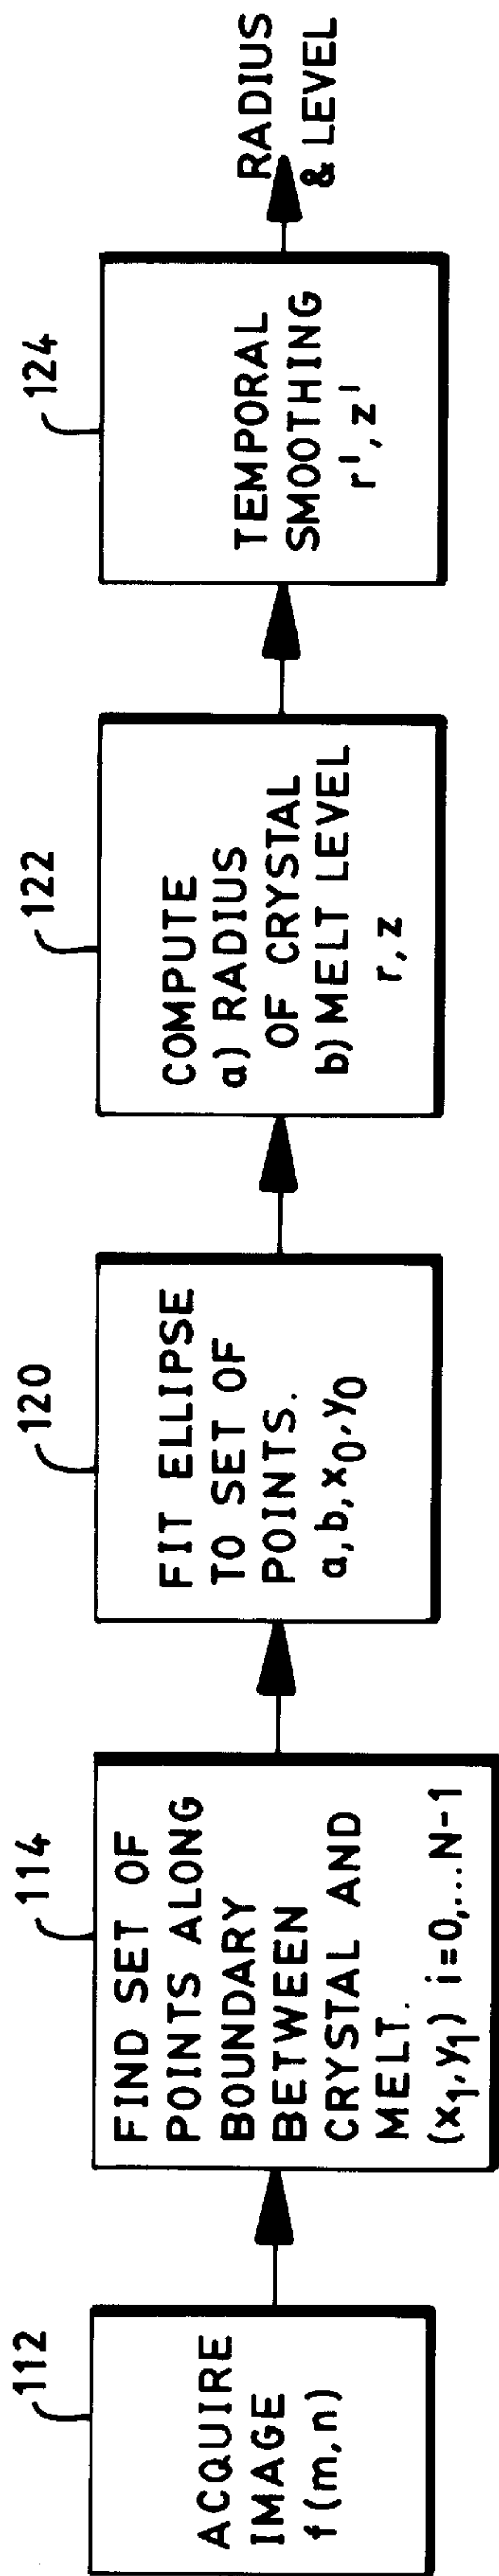 112
ACQUIRE
IMAGE
f(m,n)
114
FIND SET OF
POINTS ALONG
BOUNDARY
BETWEEN
CRYSTAL AND
MELT.
(x1,y1) i=0,...N-1
120
FIT ELLIPSE
TO SET OF
POINTS.
a,b,x0,y0
122
COMPUTE
a) RADIUS
OF CRYSTAL
b) MELT LEVEL
r,z
124
TEMPORAL
SMOOTHING
r',z'
RADIUS
& LEVEL